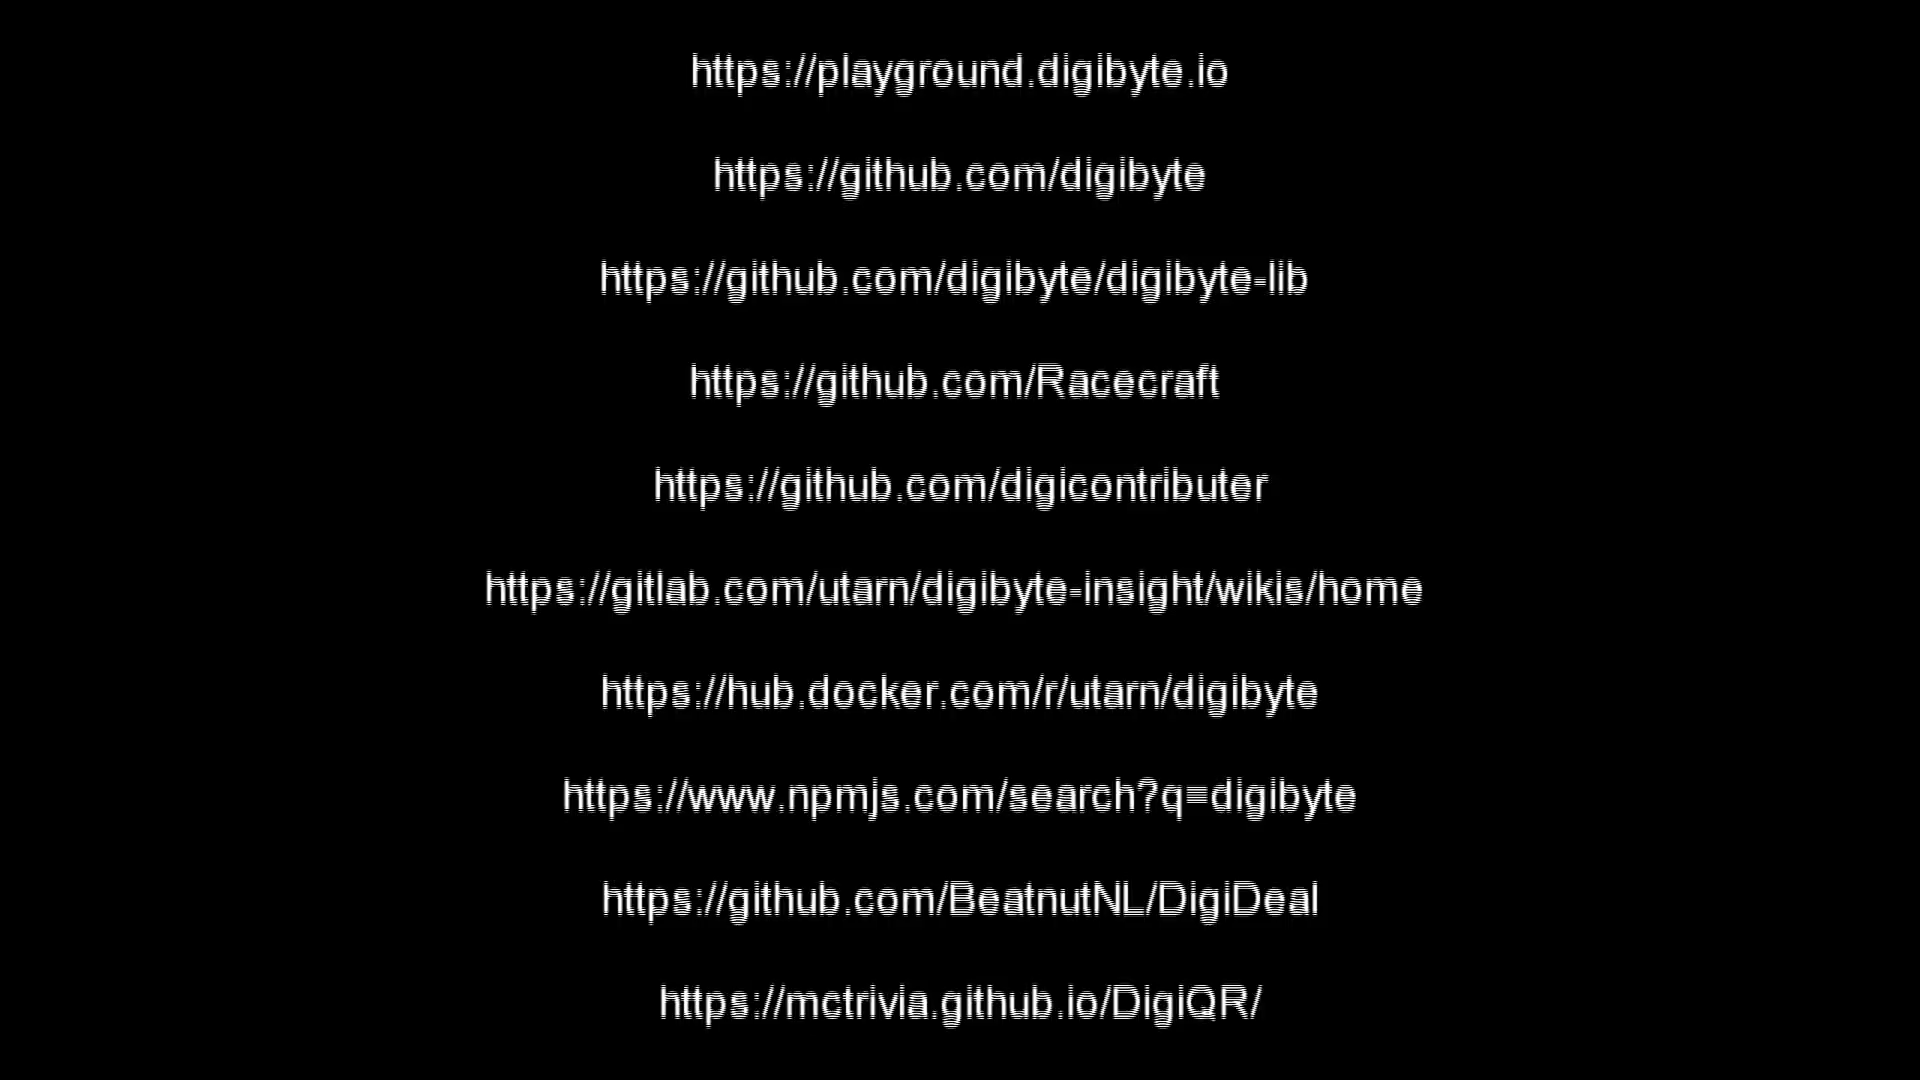 https://playground.digibyte.io
https://github.com/digibyte
https://github.com/digibyte/digibyte-lib
https://github.com/Racecraft
https://github.com/digicontributer
https://gitlab.com/utarn/digibyte-insight/wikis/home
https://hub.docker.com/r/utarn/digibyte
https://www.npmjs.com/search?q=digibyte
https://github.com/BeatnutNL/DigiDeal
https://mctrivia.github.io/DigiQR/